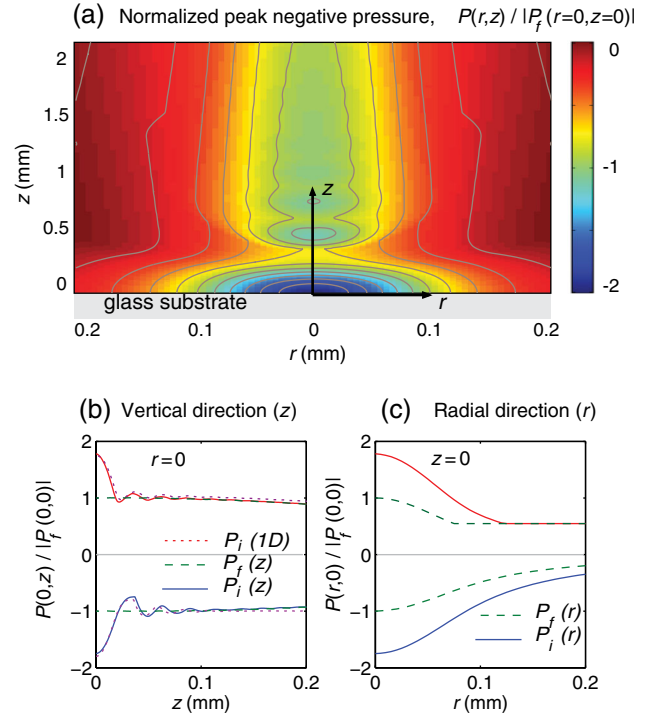 (a) Normalized peak negative pressure, P(r,z) / |P_f (r=0,z=0)|
2
1.5
1
0.5
0
z (mm)
z
r
glass substrate
0.2 0.1 0 0.1 0.2
r (mm)
0
-1
-2
(b) Vertical direction (z)
r=0
2
1
0
−1
−2
P(0,z) / |P_f (0,0)|
P_i (1D)
P_f (z)
P_i (z)
0 0.1 0.2
z (mm)
(c) Radial direction (r)
z=0
2
1
0
−1
−2
P(r,0) / |P_f (0,0)|
P_f (r)
P_i (r)
0 0.1 0.2
r (mm)